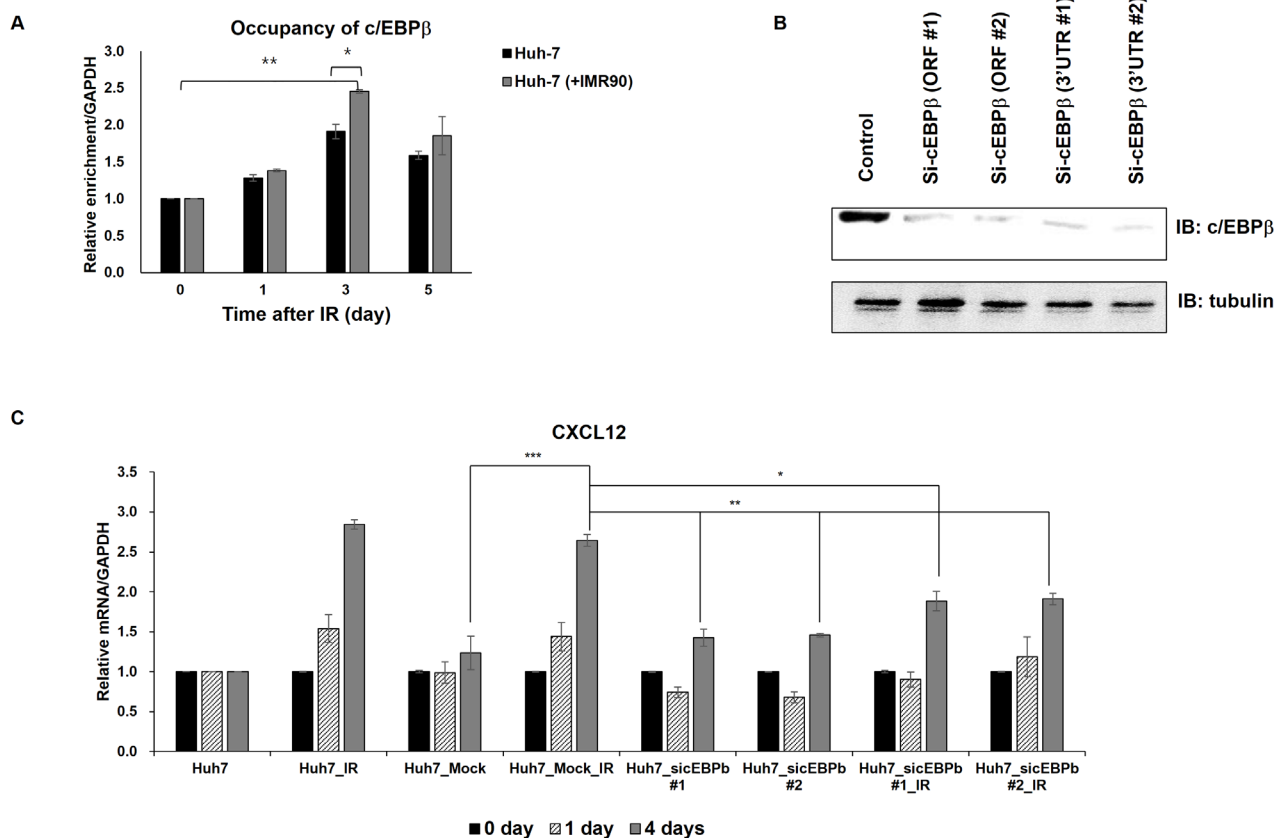 A
Occupancy of c/EBPβ
3.0
2.5
2.0
1.5
1.0
0.5
0.0
Relative enrichment/GAPDH
**
*
0
1
3
5
Time after IR (day)
Huh-7
Huh-7 (+IMR90)
B
Control
Si-cEBPβ (ORF #1)
Si-cEBPβ (ORF #2)
Si-cEBPβ (3'UTR #1)
Si-cEBPβ (3'UTR #2)
IB: c/EBPβ
IB: tubulin
C
CXCL12
3.5
3.0
2.5
2.0
1.5
1.0
0.5
0.0
Relative mRNA/GAPDH
***
*
**
Huh7
Huh7_IR
Huh7_Mock
Huh7_Mock_IR
Huh7_sicEBPb
#1
Huh7_sicEBPb
#2
Huh7_sicEBPb
#1_IR
Huh7_sicEBPb
#2_IR
0 day
1 day
4 days